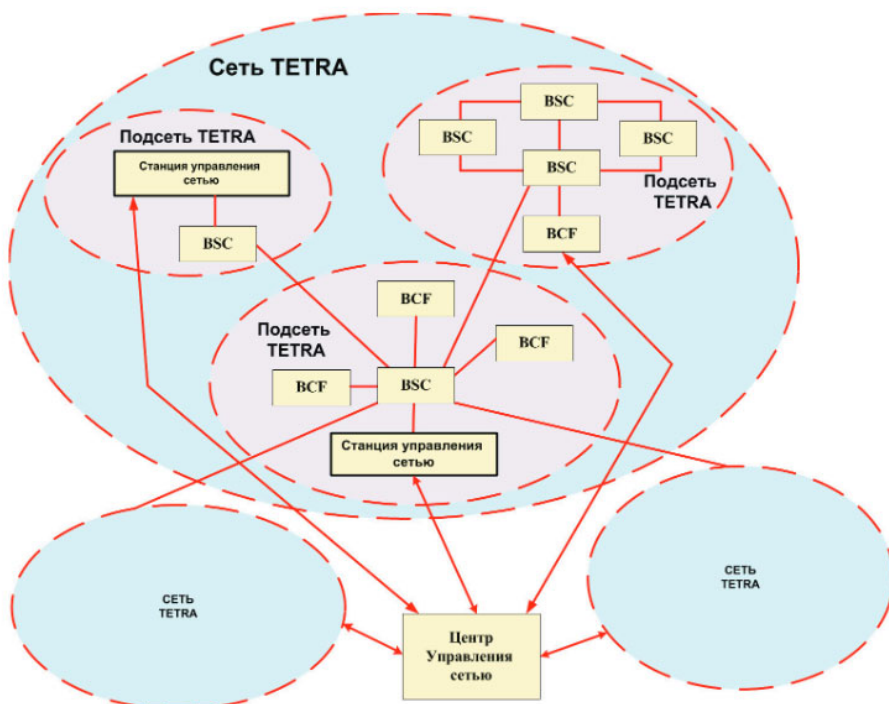 Сеть TETRA
Подсеть TETRA
Станция управления
сетью
BSC
BSC
BSC
BSC
BSC
Подсеть
TETRA
BCF
Подсеть
TETRA
BCF
BCF
BCF
BSC
Станция управления
сетью
СЕТЬ
TETRA
СЕТЬ
TETRA
Центр
Управления
сетью